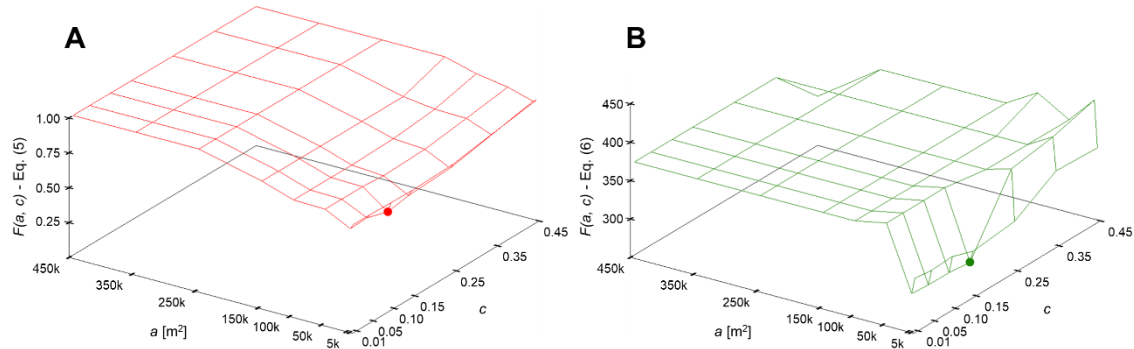 A
F(a, c) - Eq. (5)
1.00
0.75
0.50
0.25
450k
350k
250k
150k
100k
50k
5k
a [m²]
0.01
0.05
0.10
0.15
0.25
0.35
0.45
c
B
F(a, c) - Eq. (6)
450
400
350
300
450k
350k
250k
150k
100k
50k
5k
a [m²]
0.01
0.05
0.10
0.15
0.25
0.35
0.45
c